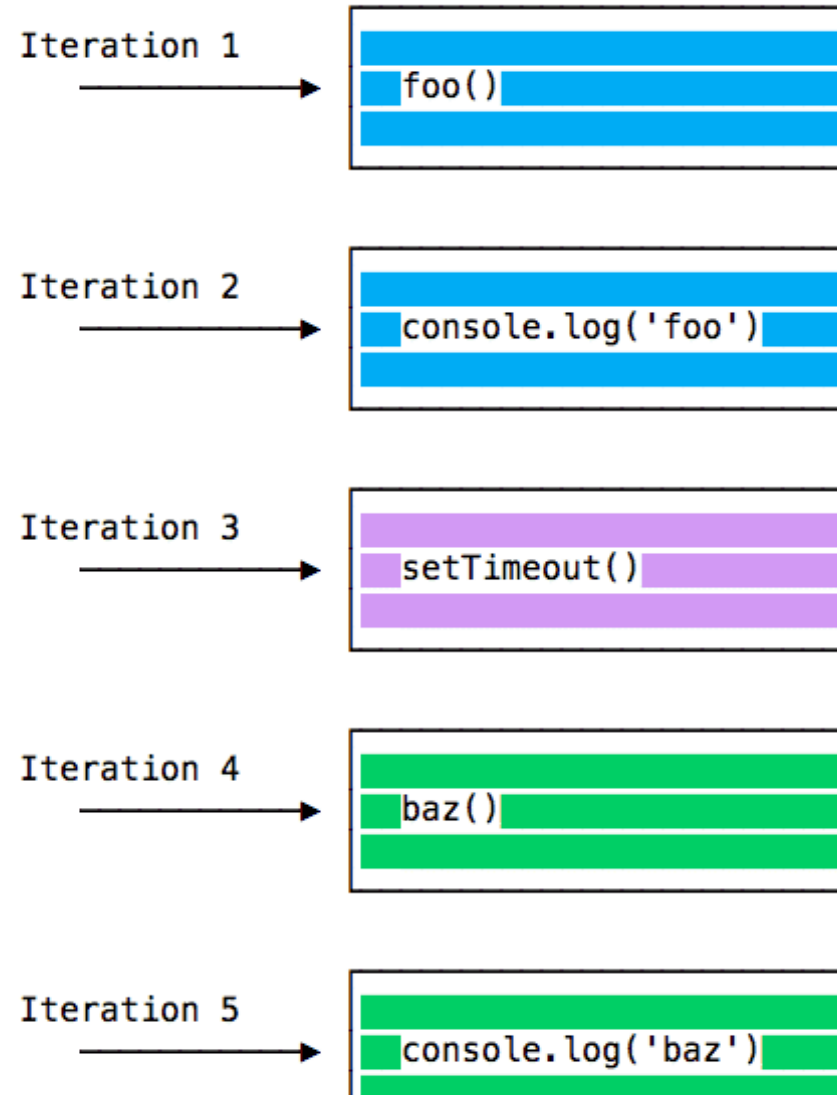 Iteration 1
foo()
Iteration 2
console.log('foo')
Iteration 3
setTimeout()
Iteration 4
baz()
Iteration 5
console.log('baz')